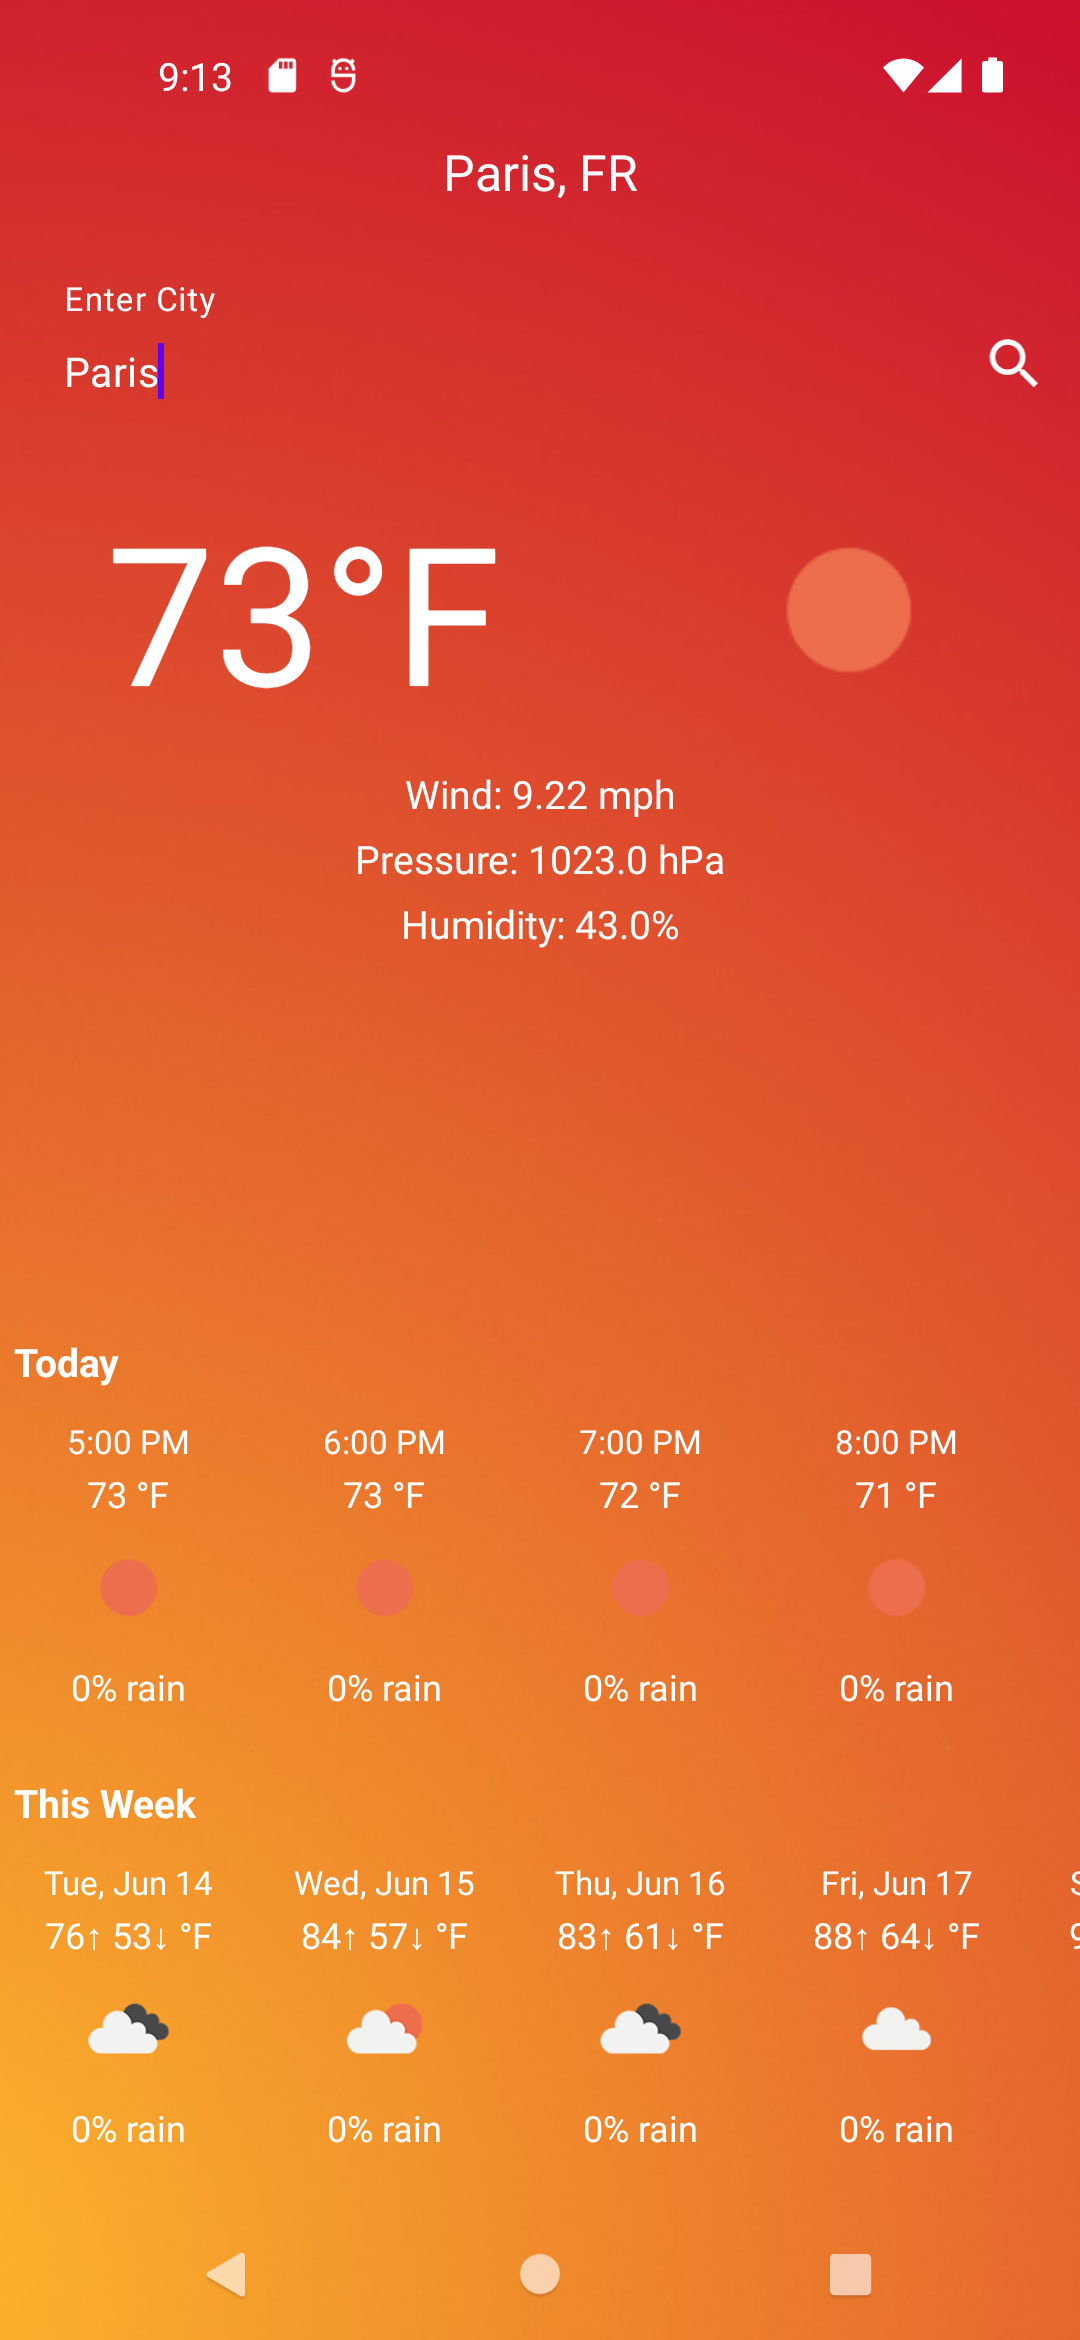 9:13
Paris, FR
Enter City
Paris
73°F
Wind: 9.22 mph
Pressure: 1023.0 hPa
Humidity: 43.0%
Today
5:00 PM 6:00 PM 7:00 PM 8:00 PM
73 °F 73 °F 72 °F 71 °F
0% rain 0% rain 0% rain 0% rain
This Week
Tue, Jun 14 Wed, Jun 15 Thu, Jun 16 Fri, Jun 17
76↑ 53↓ °F 84↑ 57↓ °F 83↑ 61↓ °F 88↑ 64↓ °F
0% rain 0% rain 0% rain 0% rain